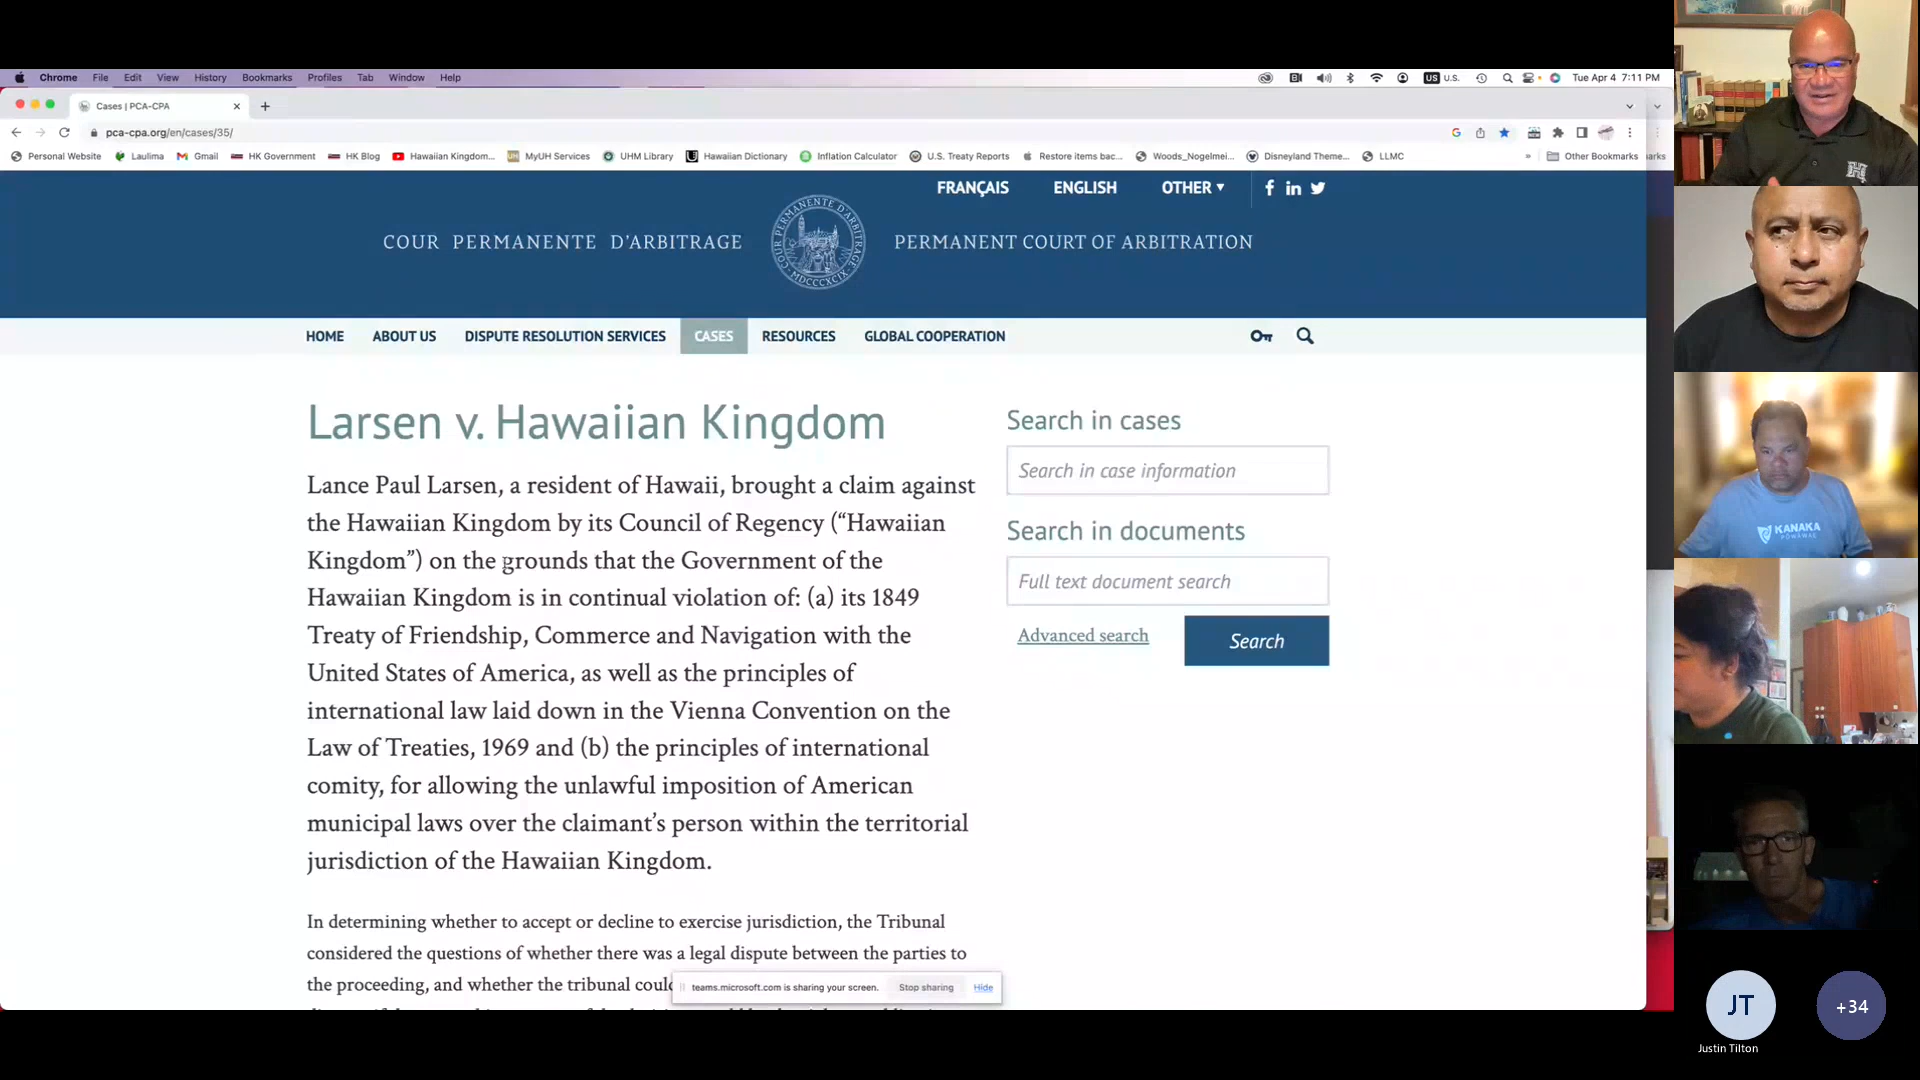 Chrome File Edit View History Bookmarks Profiles Tab Window Help
US U.S. Tue Apr 4 7:11 PM
Cases | PCA-CPA
pca-cpa.org/en/cases/35/
Personal Website Laulima Gmail HK Government HK Blog Hawaiian Kingdom... MyUH Services UHM Library Hawaiian Dictionary Inflation Calculator U.S. Treaty Reports Restore items bac... Woods_Nogelmei... Disneyland Theme... LLMC » Other Bookmarks
FRANÇAIS ENGLISH OTHER
COUR PERMANENTE D'ARBITRAGE
COUR PERMANENTE D'ARBITRAGE
MDCCCXCIX
PERMANENT COURT OF ARBITRATION
HOME ABOUT US DISPUTE RESOLUTION SERVICES CASES RESOURCES GLOBAL COOPERATION
Larsen v. Hawaiian Kingdom
Lance Paul Larsen, a resident of Hawaii, brought a claim against
the Hawaiian Kingdom by its Council of Regency (“Hawaiian
Kingdom”) on the grounds that the Government of the
Hawaiian Kingdom is in continual violation of: (a) its 1849
Treaty of Friendship, Commerce and Navigation with the
United States of America, as well as the principles of
international law laid down in the Vienna Convention on the
Law of Treaties, 1969 and (b) the principles of international
comity, for allowing the unlawful imposition of American
municipal laws over the claimant’s person within the territorial
jurisdiction of the Hawaiian Kingdom.
In determining whether to accept or decline to exercise jurisdiction, the Tribunal
considered the questions of whether there was a legal dispute between the parties to
the proceeding, and whether the tribunal could
Search in cases
Search in case information
Search in documents
Full text document search
Advanced search
Search
teams.microsoft.com is sharing your screen. Stop sharing Hide
KANAKA
JT
Justin Tilton
+34